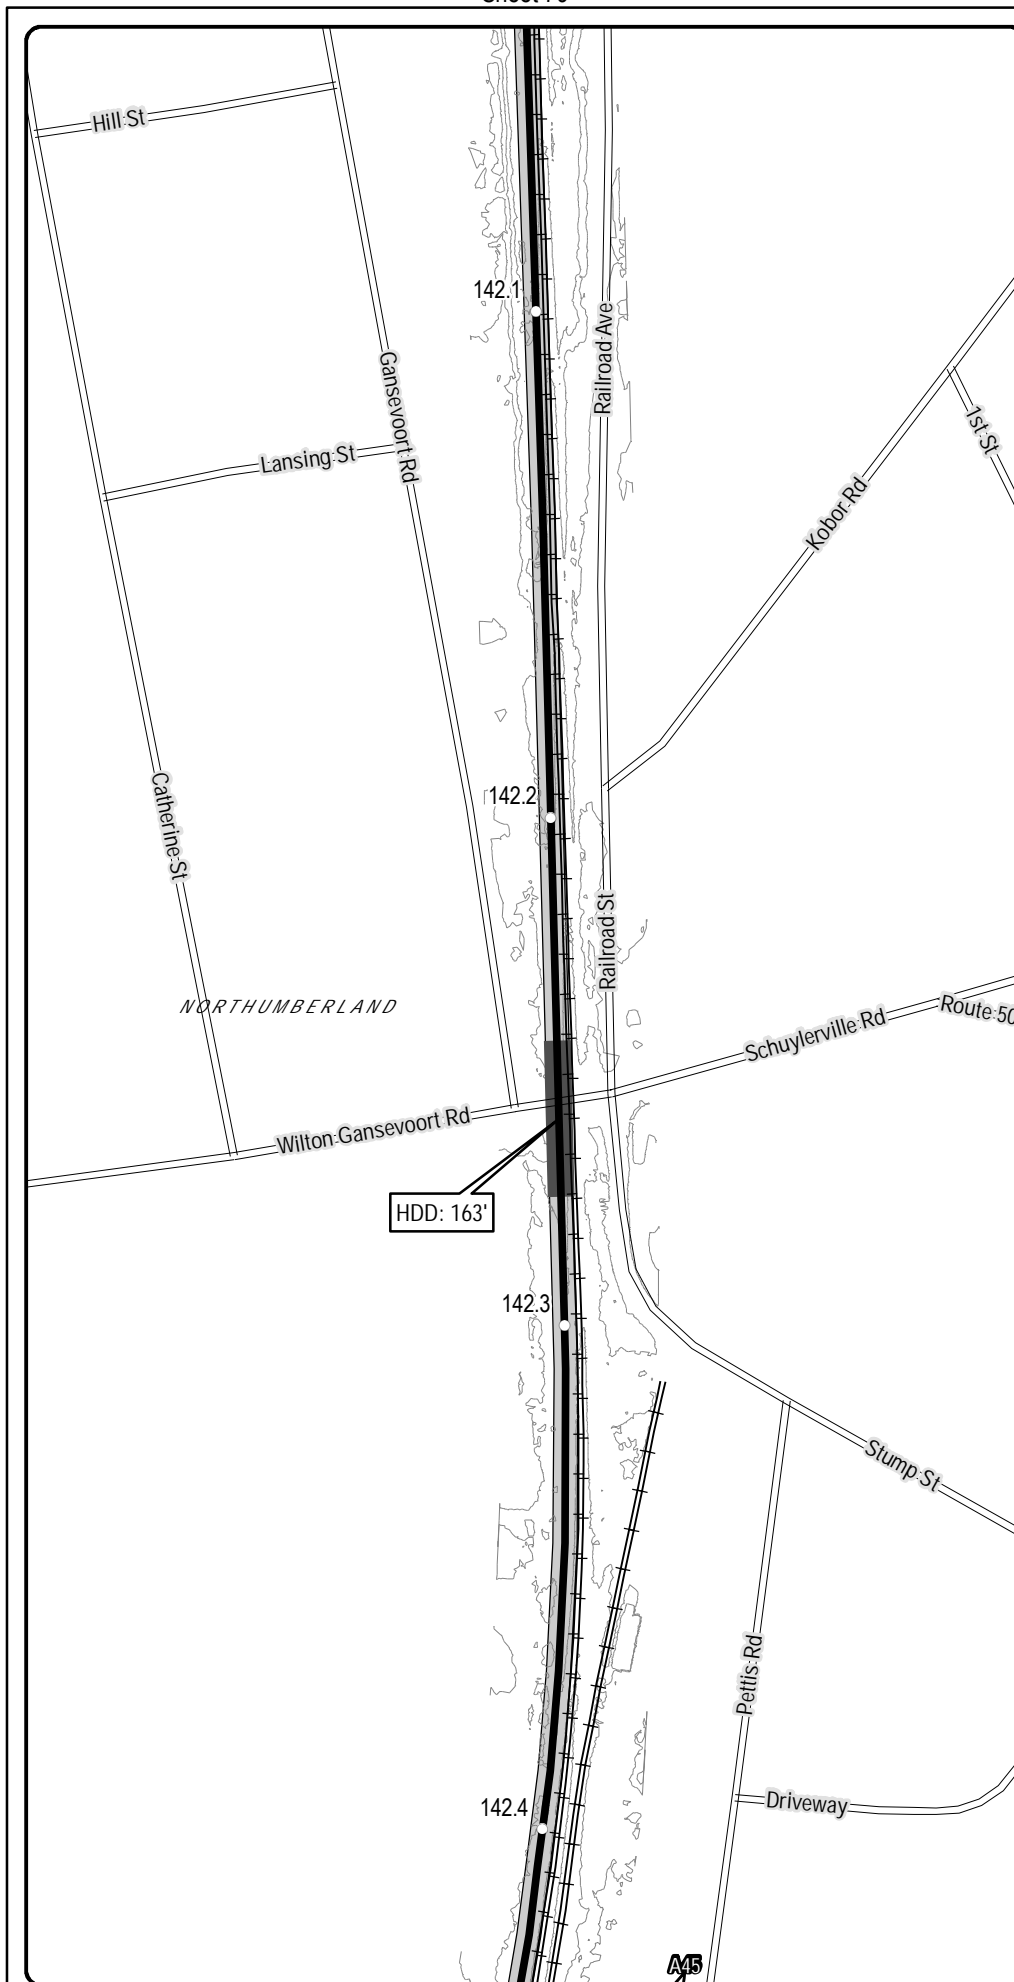 Hill St
142.1
Railroad Ave
Gansevoort Rd
1st St
Lansing St
Kobor Rd
142.2
Catherine St
Railroad St
NORTHUMBERLAND
Route 50
Schuylerville Rd
Wilton Gansevoort Rd
HDD: 163'
142.3
Stump St
Pettis Rd
142.4
Driveway
A45